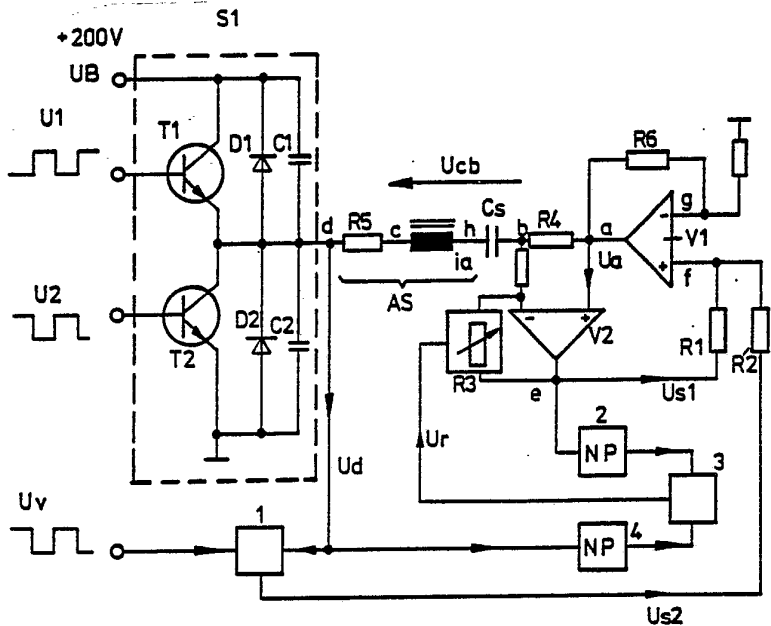 S1
+200V
UB
U1
T1
D1
C1
R6
Ucb
g
Cs
d
R5
c
h
b
R4
a
V1
ia
Ua
f
U2
AS
D2
C2
V2
T2
R3
R1
R2
e
Us1
2
Ur
NP
3
Ud
Uv
1
NP
4
Us2